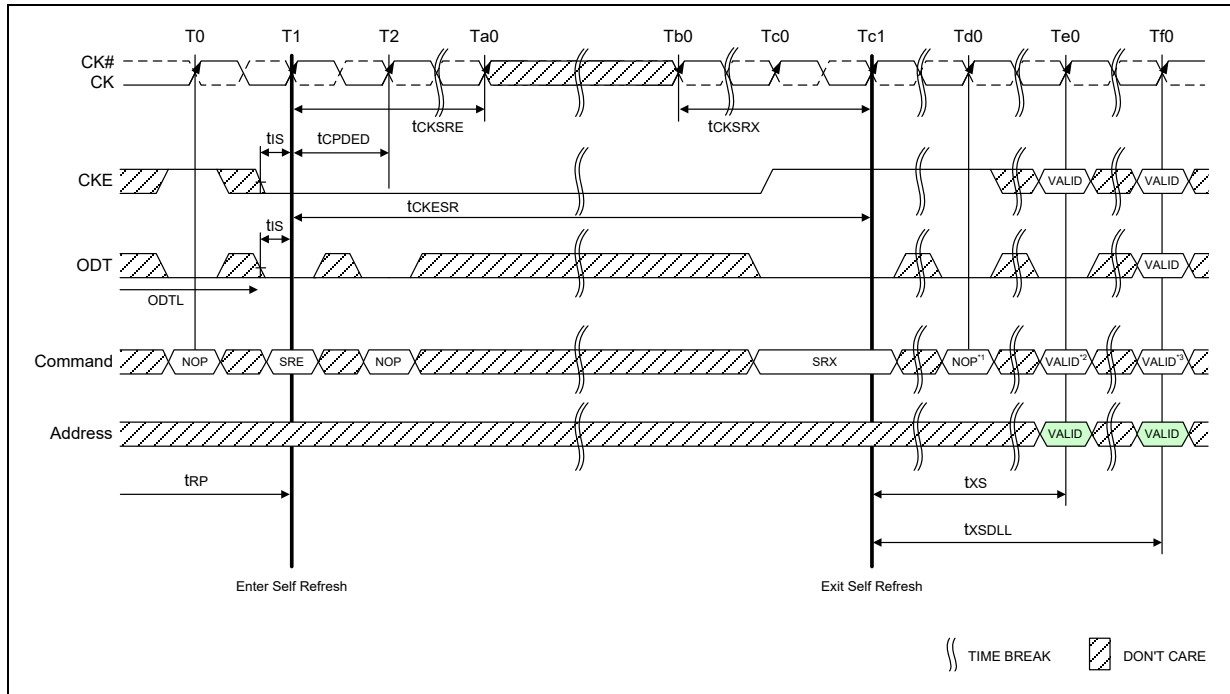 T0 T1 T2 Ta0 Tb0 Tc0 Tc1 Td0 Te0 Tf0
CK#
CK
tCKSRE tCKSRX
tIS tCPDED
CKE VALID VALID
tCKESR
tIS
ODT VALID
ODTL
Command NOP SRE NOP SRX NOP*1 VALID*2 VALID*3
Address VALID VALID
tRP tXS
tXSDLL
Enter Self Refresh Exit Self Refresh
TIME BREAK DON'T CARE